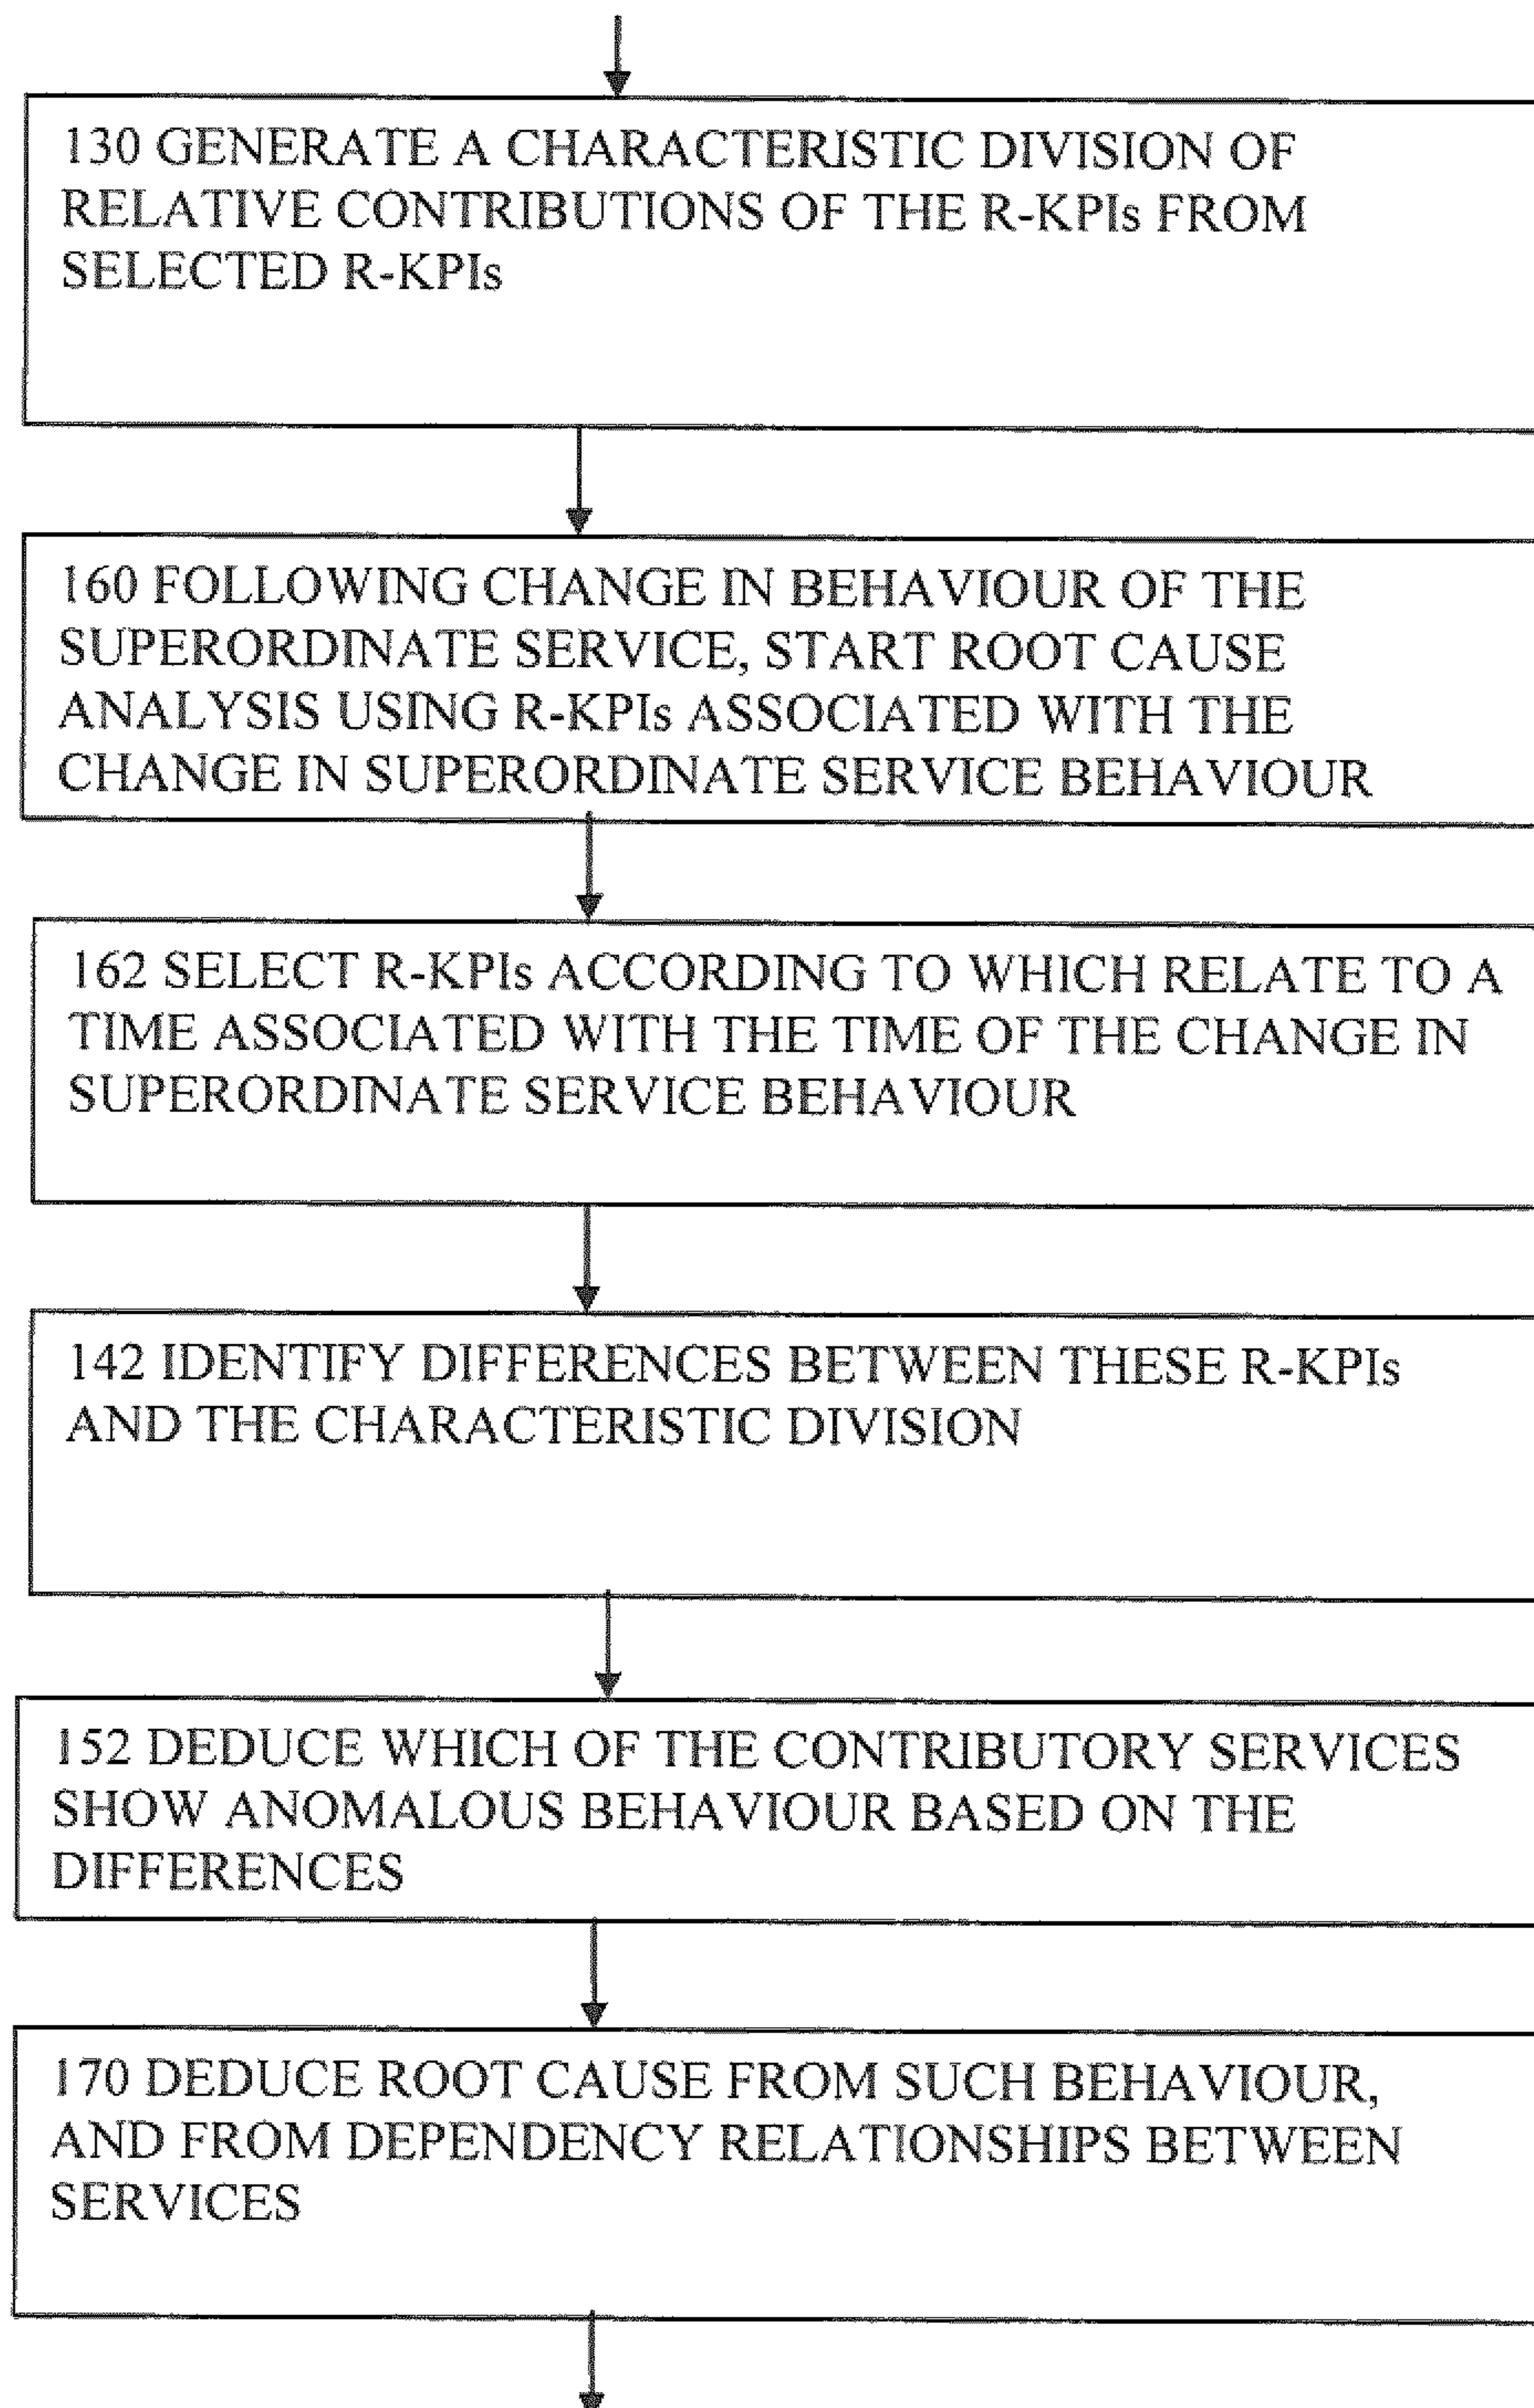 130 GENERATE A CHARACTERISTIC DIVISION OF
RELATIVE CONTRIBUTIONS OF THE R-KPIs FROM
SELECTED R-KPIs
160 FOLLOWING CHANGE IN BEHAVIOUR OF THE
SUPERORDINATE SERVICE, START ROOT CAUSE
ANALYSIS USING R-KPIs ASSOCIATED WITH THE
CHANGE IN SUPERORDINATE SERVICE BEHAVIOUR
162 SELECT R-KPIs ACCORDING TO WHICH RELATE TO A
TIME ASSOCIATED WITH THE TIME OF THE CHANGE IN
SUPERORDINATE SERVICE BEHAVIOUR
142 IDENTIFY DIFFERENCES BETWEEN THESE R-KPIs
AND THE CHARACTERISTIC DIVISION
152 DEDUCE WHICH OF THE CONTRIBUTORY SERVICES
SHOW ANOMALOUS BEHAVIOUR BASED ON THE
DIFFERENCES
170 DEDUCE ROOT CAUSE FROM SUCH BEHAVIOUR,
AND FROM DEPENDENCY RELATIONSHIPS BETWEEN
SERVICES